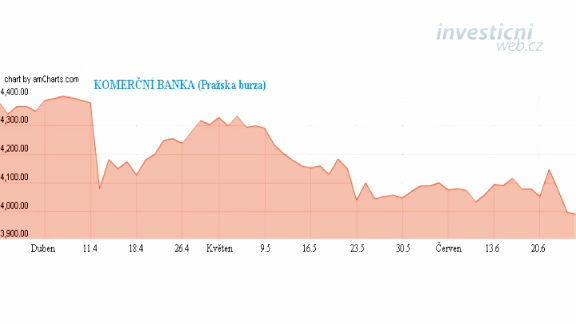 investicni
web.cz
chart by amCharts.com
KOMERČNÍ BANKA (Pražska burza)
4,400.00
4,300.00
4,200.00
4,100.00
4,000.00
3,900.00
Duben 11.4 18.4 26.4 Květen 9.5 16.5 23.5 30.5 Červen 13.6 20.6